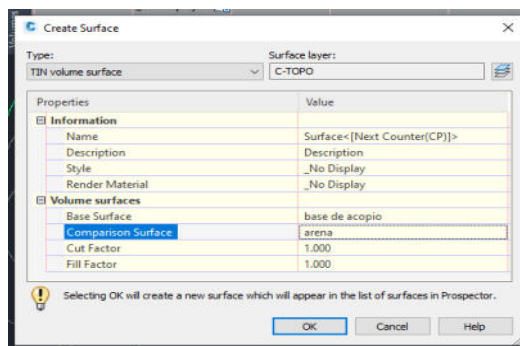 Create Surface
Type:
Surface layer:
TIN volume surface
C-TOPO
Properties Value
Information
Name Surface<[Next Counter(CP)]>
Description Description
Style _No Display
Render Material _No Display
Volume surfaces
Base Surface base de acopio
Comparison Surface arena
Cut Factor 1.000
Fill Factor 1.000
Selecting OK will create a new surface which will appear in the list of surfaces in Prospector.
OK Cancel Help